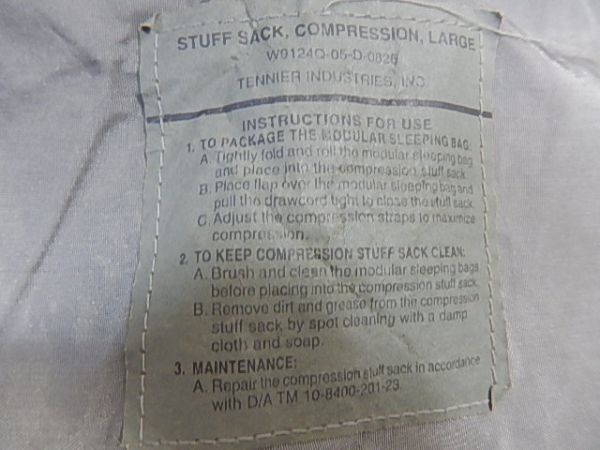 STUFF SACK, COMPRESSION, LARGE
W9124Q-05-D-0826
TENNIER INDUSTRIES, INC.
INSTRUCTIONS FOR USE
1. TO PACKAGE THE MODULAR SLEEPING BAG:
A. Tightly fold and roll the modular sleeping bag
and place into the compression stuff sack.
B. Place flap over the modular sleeping bag and
pull the drawcord tight to close the stuff sack.
C. Adjust the compression straps to maximize
compression.
2. TO KEEP COMPRESSION STUFF SACK CLEAN:
A. Brush and clean the modular sleeping bags
before placing into the compression stuff sack.
B. Remove dirt and grease from the compression
stuff sack by spot cleaning with a damp
cloth and soap.
3. MAINTENANCE:
A. Repair the compression stuff sack in accordance
with D/A TM 10-8400-201-23.